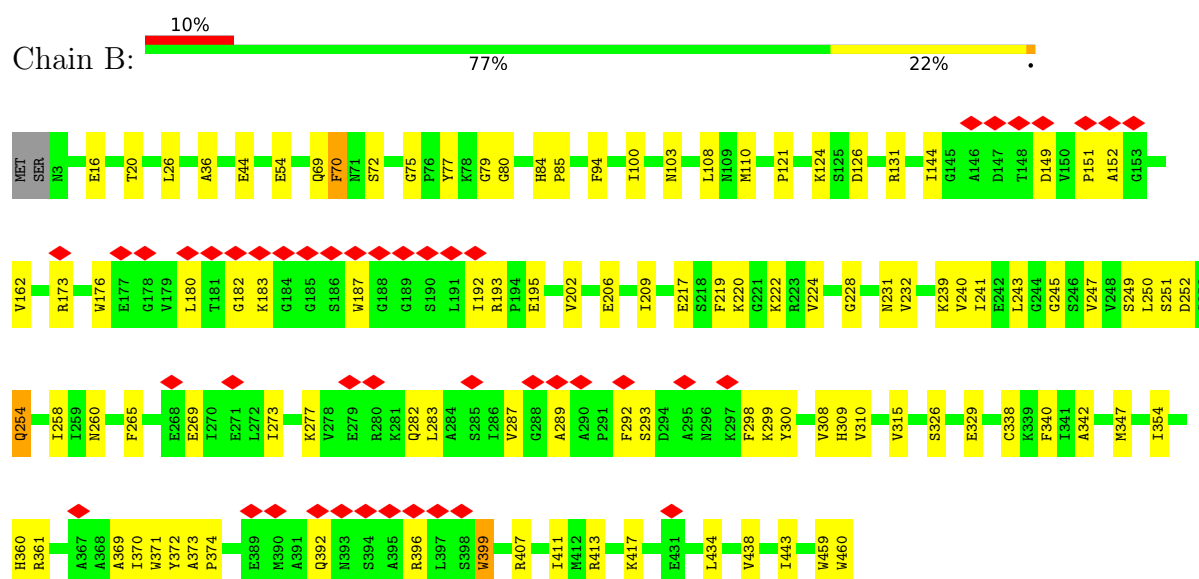 10%
Chain B:
77% 22% •
MET SER N3 E16 T20 L26 A36 E44 E54 Q69 F70 N71 S72 G75 P76 Y77 K78 G79 G80 H84 P85 F94 I100 N103 L108 N109 M110 P121 K124 S125 D126 R131 I144 G145 A146 D147 T148 D149 V150 P151 A152 G153
V162 R173 W176 E177 G178 V179 L180 T181 G182 K183 G184 G185 S186 W187 G188 G189 S190 L191 I192 R193 P194 E195 V202 E206 I209 E217 S218 F219 K220 G221 K222 R223 V224 G228 N231 V232 K239 V240 I241 E242 L243 G244 G245 S246 V247 V248 S249 L250 S251 D252
Q254 I258 I259 N260 F265 E268 E269 I270 E271 L272 I273 K277 V278 E279 R280 K281 Q282 L283 A284 S285 I286 V287 G288 A289 A290 P291 F292 S293 D294 A295 N296 K297 F298 K299 Y300 V308 H309 V310 V315 S326 E329 C338 K339 F340 I341 A342 M347 I354
H360 R361 A367 A368 A369 I370 W371 Y372 A373 P374 E389 M390 A391 Q392 N393 S394 A395 R396 L397 S398 W399 R407 I411 M412 R413 K417 E431 L434 V438 I443 W459 W460